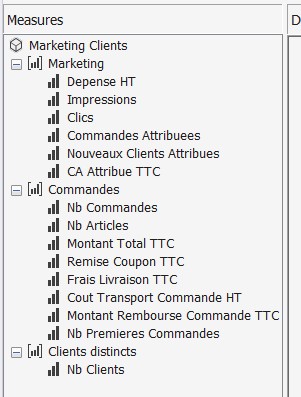 Measures
D
Marketing Clients
Marketing
Depense HT
Impressions
Clics
Commandes Attribuees
Nouveaux Clients Attribues
CA Attribue TTC
Commandes
Nb Commandes
Nb Articles
Montant Total TTC
Remise Coupon TTC
Frais Livraison TTC
Cout Transport Commande HT
Montant Rembourse Commande TTC
Nb Premieres Commandes
Clients distincts
Nb Clients